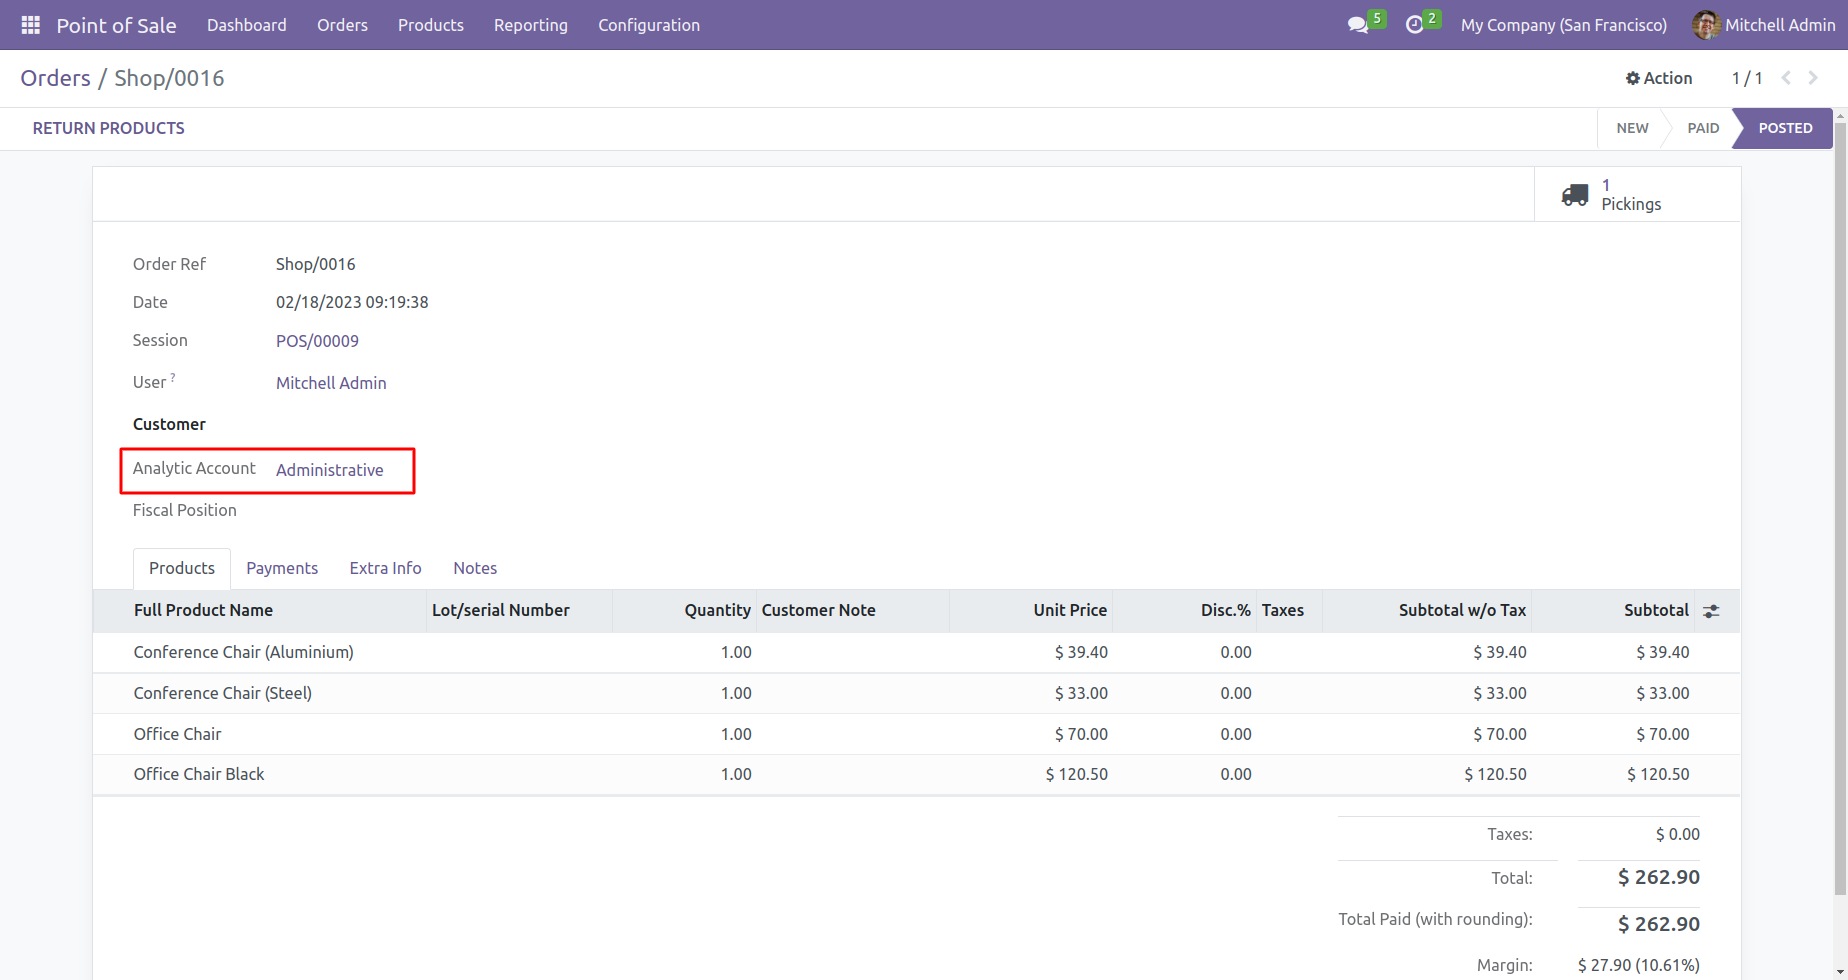 Point of Sale Dashboard Orders Products Reporting Configuration 5 2 My Company (San Francisco) Mitchell Admin
Orders / Shop/0016 Action 1 / 1
RETURN PRODUCTS NEW PAID POSTED
1
Pickings
Order Ref Shop/0016
Date 02/18/2023 09:19:38
Session POS/00009
User ? Mitchell Admin
Customer
Analytic Account Administrative
Fiscal Position
Products Payments Extra Info Notes
Full Product Name Lot/serial Number Quantity Customer Note Unit Price Disc.% Taxes Subtotal w/o Tax Subtotal
Conference Chair (Aluminium) 1.00 $ 39.40 0.00 $ 39.40 $ 39.40
Conference Chair (Steel) 1.00 $ 33.00 0.00 $ 33.00 $ 33.00
Office Chair 1.00 $ 70.00 0.00 $ 70.00 $ 70.00
Office Chair Black 1.00 $ 120.50 0.00 $ 120.50 $ 120.50
Taxes: $ 0.00
Total: $ 262.90
Total Paid (with rounding): $ 262.90
Margin: $ 27.90 (10.61%)